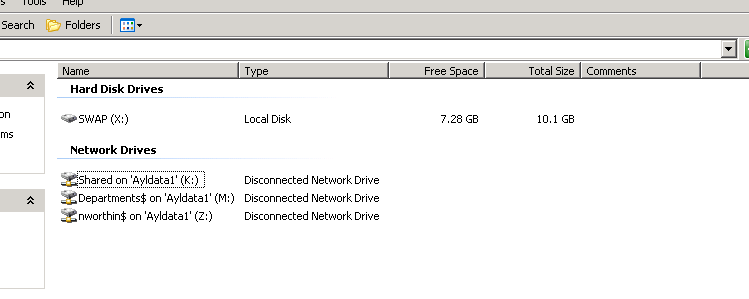 Tools Help
Search Folders
Name Type Free Space Total Size Comments
Hard Disk Drives
SWAP (X:) Local Disk 7.28 GB 10.1 GB
Network Drives
Shared on 'Ayldata1' (K:) Disconnected Network Drive
Departments$ on 'Ayldata1' (M:) Disconnected Network Drive
nworthin$ on 'Ayldata1' (Z:) Disconnected Network Drive